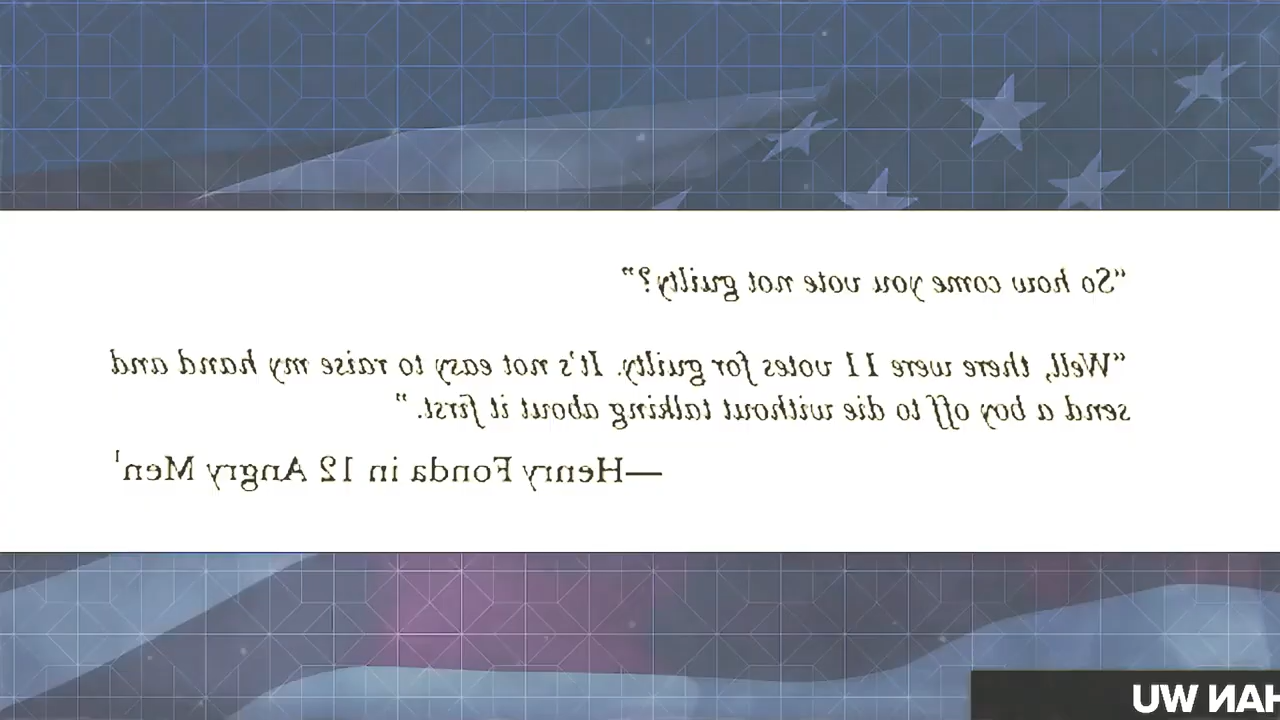 “So how come you vote not guilty?”
“Well, there were 11 votes for guilty. It's not easy to raise my hand and
send a boy off to die without talking about it first.”
—Henry Fonda in 12 Angry Men¹
HAN WU